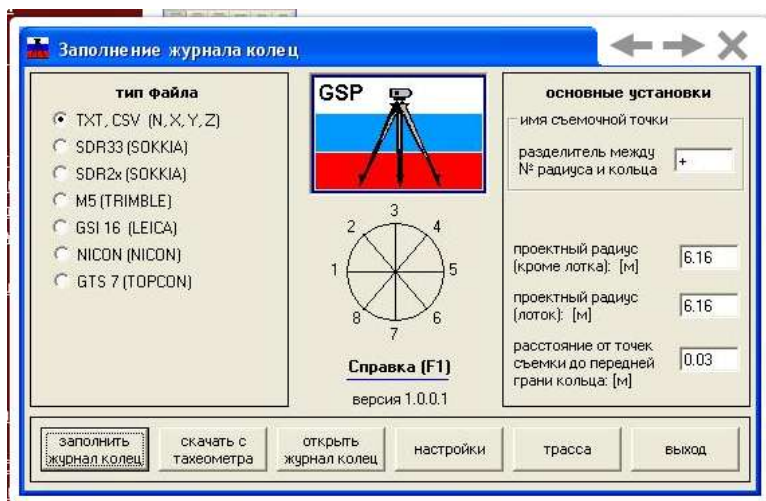 Заполнение журнала колец
тип файла
TXT, CSV (N, X, Y, Z)
SDR33 (SOKKIA)
SDR2x (SOKKIA)
M5 (TRIMBLE)
GSI 16 (LEICA)
NICON (NICON)
GTS 7 (TOPCON)
GSP
3
2 4
1 5
8 6
7
Справка (F1)
версия 1.0.0.1
основные установки
имя съемочной точки
разделитель между
№ радиуса и кольца +
проектный радиус
(кроме лотка): [м] 6.16
проектный радиус
(лоток): [м] 6.16
расстояние от точек
съемки до передней
грани кольца: [м] 0.03
заполнить
журнал колец
скачать с
тахеометра
открыть
журнал колец
настройки
трасса
выход